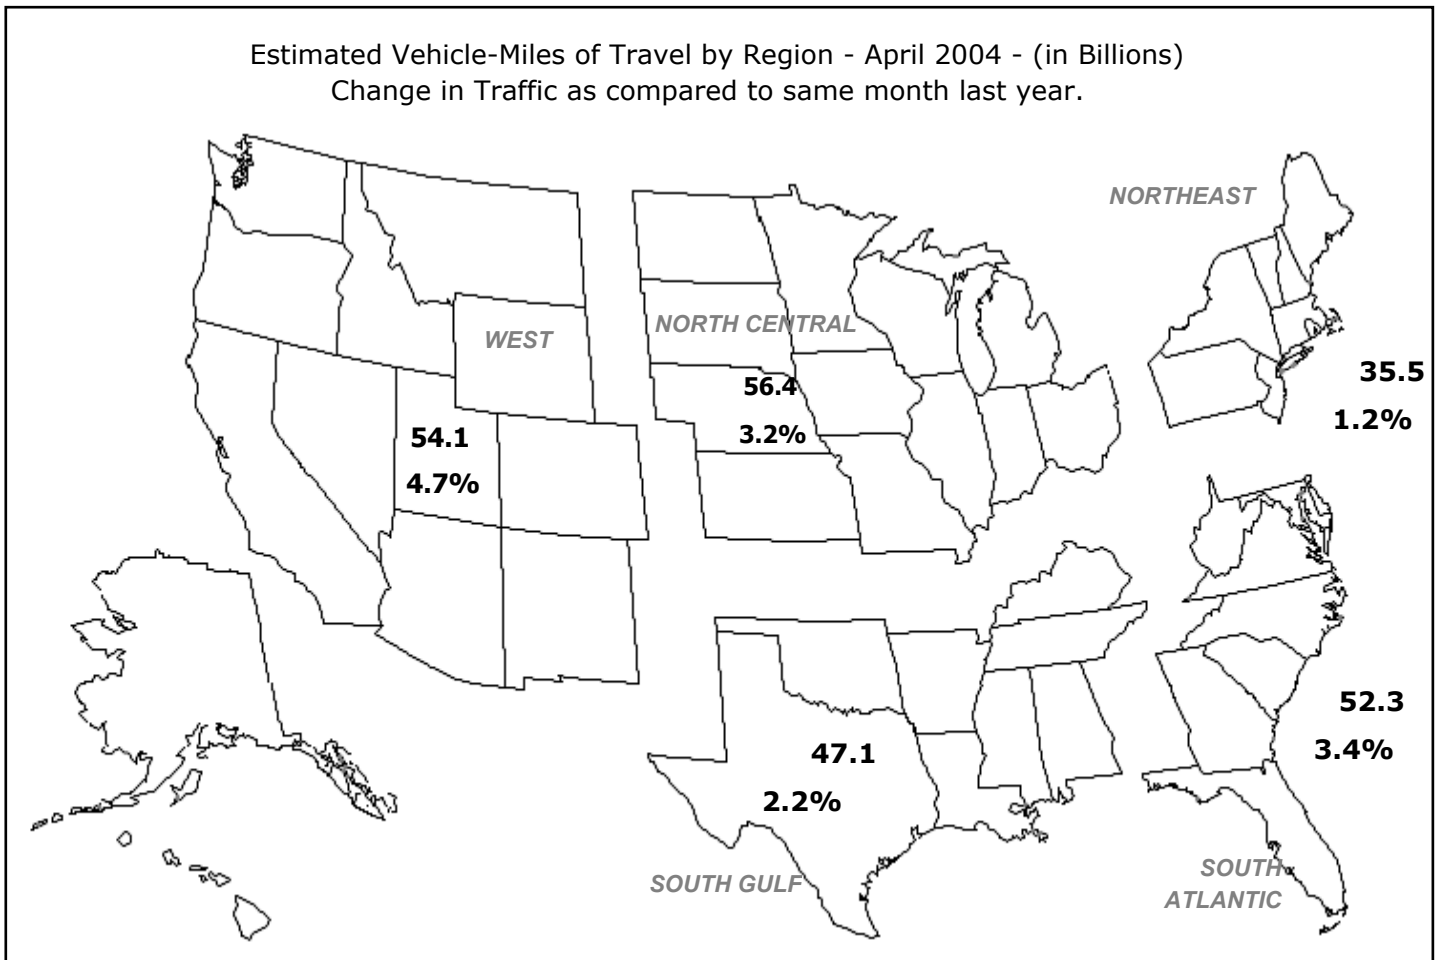 Estimated Vehicle-Miles of Travel by Region - April 2004 - (in Billions)
Change in Traffic as compared to same month last year.
NORTHEAST
WEST
NORTH CENTRAL
35.5
1.2%
56.4
3.2%
54.1
4.7%
52.3
3.4%
47.1
2.2%
SOUTH GULF
SOUTH
ATLANTIC